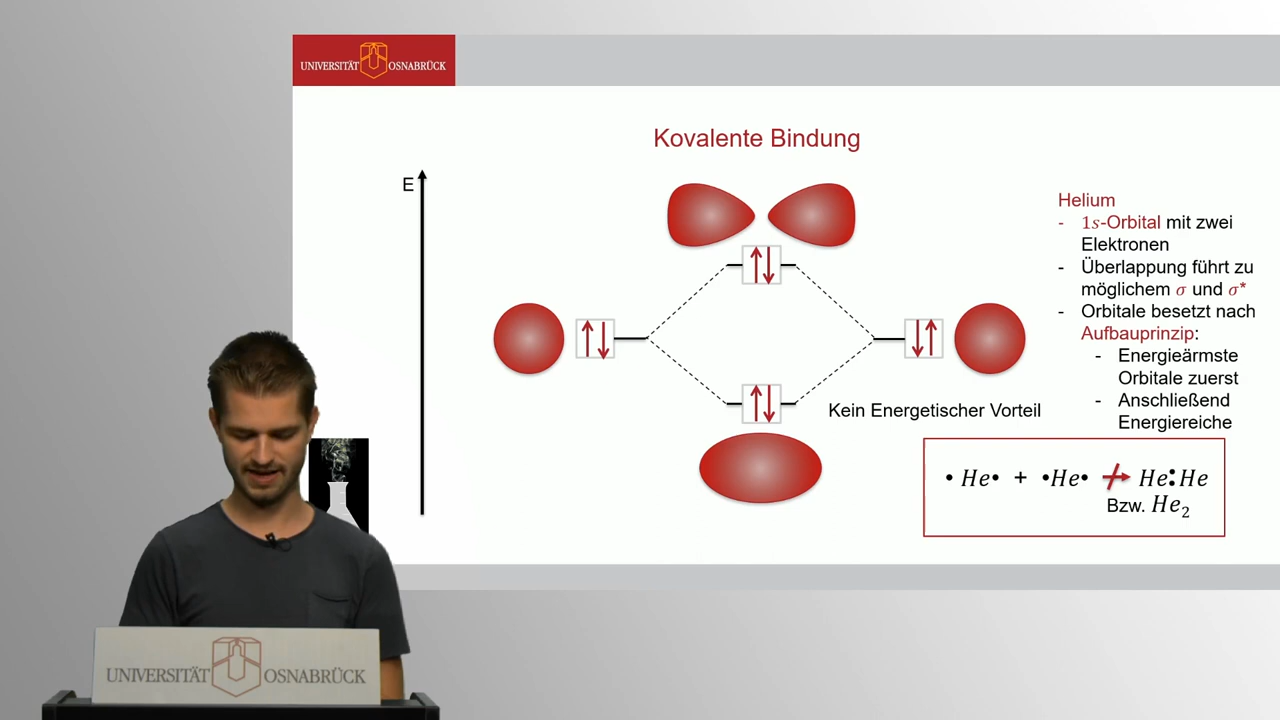 UNIVERSITÄT OSNABRÜCK
Kovalente Bindung
E
Helium
- 1s-Orbital mit zwei
Elektronen
- Überlappung führt zu
möglichem σ und σ*
- Orbitale besetzt nach
Aufbauprinzip:
- Energieärmste
Orbitale zuerst
- Anschließend
Energiereiche
Kein Energetischer Vorteil
• He• + •He• ↛ He:He
Bzw. He₂
UNIVERSITÄT OSNABRÜCK